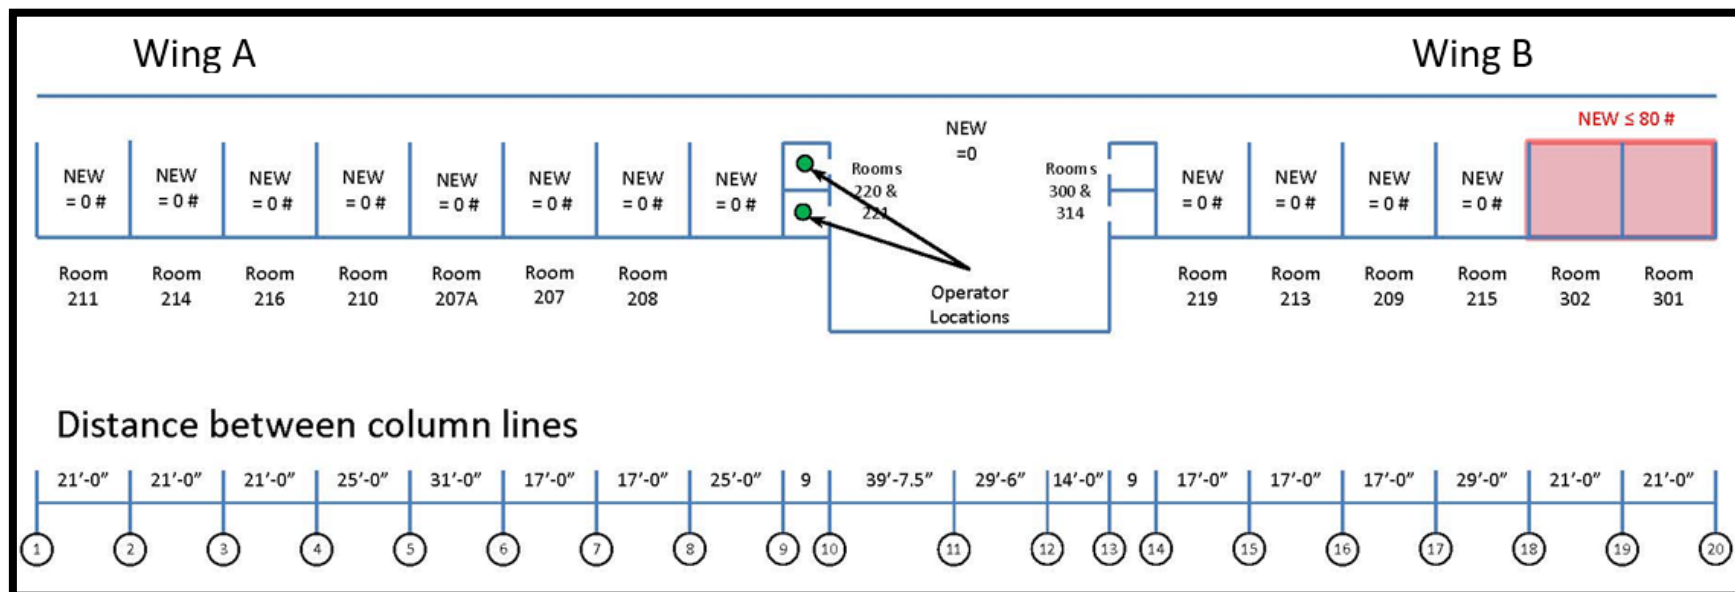 Wing A
Wing B
NEW ≤ 80 #
NEW
=0
NEW
= 0 #
NEW
= 0 #
NEW
= 0 #
NEW
= 0 #
NEW
= 0 #
NEW
= 0 #
NEW
= 0 #
NEW
= 0 #
Rooms
220 &
221
Rooms
300 &
314
NEW
= 0 #
NEW
= 0 #
NEW
= 0 #
NEW
= 0 #
Room
211
Room
214
Room
216
Room
210
Room
207A
Room
207
Room
208
Operator
Locations
Room
219
Room
213
Room
209
Room
215
Room
302
Room
301
Distance between column lines
21’-0” 21’-0” 21’-0” 25’-0” 31’-0” 17’-0” 17’-0” 25’-0” 9 39’-7.5” 29’-6” 14’-0” 9 17’-0” 17’-0” 17’-0” 29’-0” 21’-0” 21’-0”
1 2 3 4 5 6 7 8 9 10 11 12 13 14 15 16 17 18 19 20